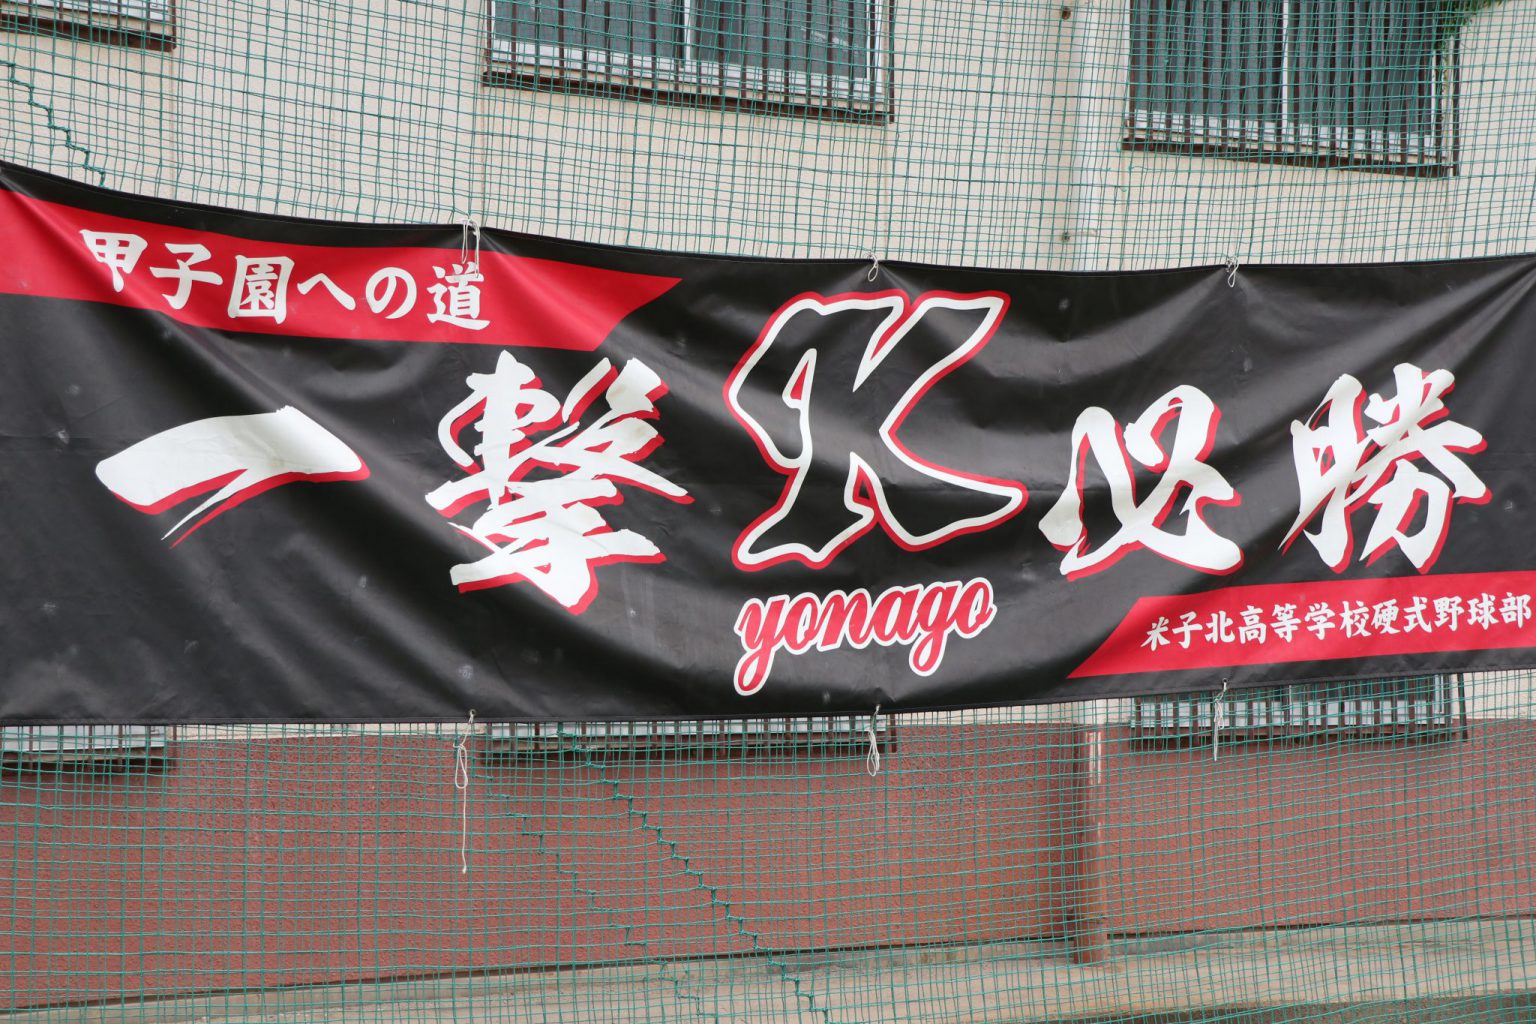 甲子園への道
一撃 K 必勝
yonago
米子北高等学校硬式野球部